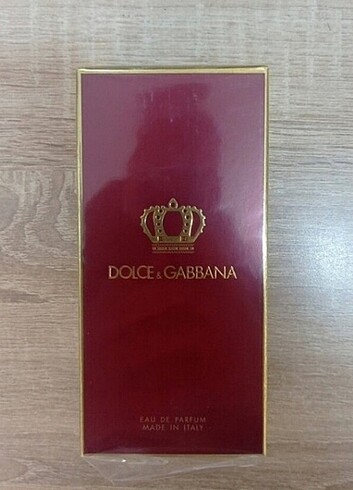 DOLCE & GABBANA
EAU DE PARFUM
MADE IN ITALY